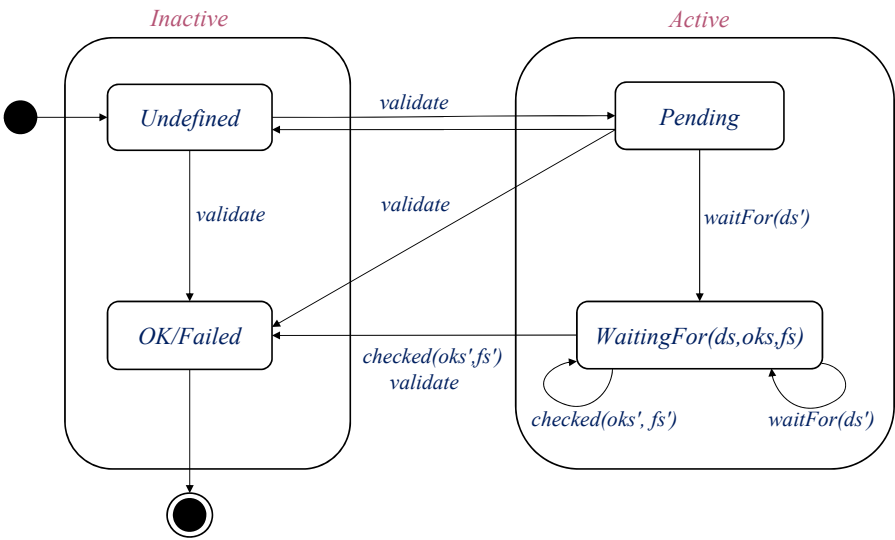 Inactive
Active
validate
Undefined
Pending
validate
validate
waitFor(ds')
OK/Failed
WaitingFor(ds,oks,fs)
checked(oks',fs')
validate
checked(oks', fs')
waitFor(ds')